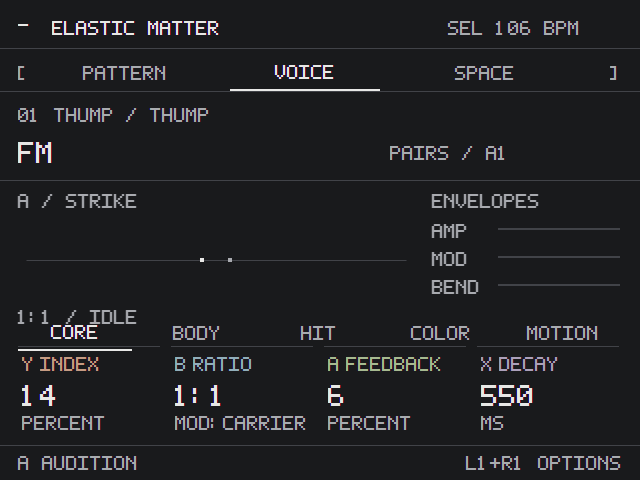 – ELASTIC MATTER SEL 106 BPM
[ PATTERN VOICE SPACE ]
01 THUMP / THUMP
FM PAIRS / A1
A / STRIKE ENVELOPES
AMP
MOD
BEND
1:1 / IDLE
CORE BODY HIT COLOR MOTION
Y INDEX B RATIO A FEEDBACK X DECAY
14 1:1 6 550
PERCENT MOD: CARRIER PERCENT MS
A AUDITION L1+R1 OPTIONS